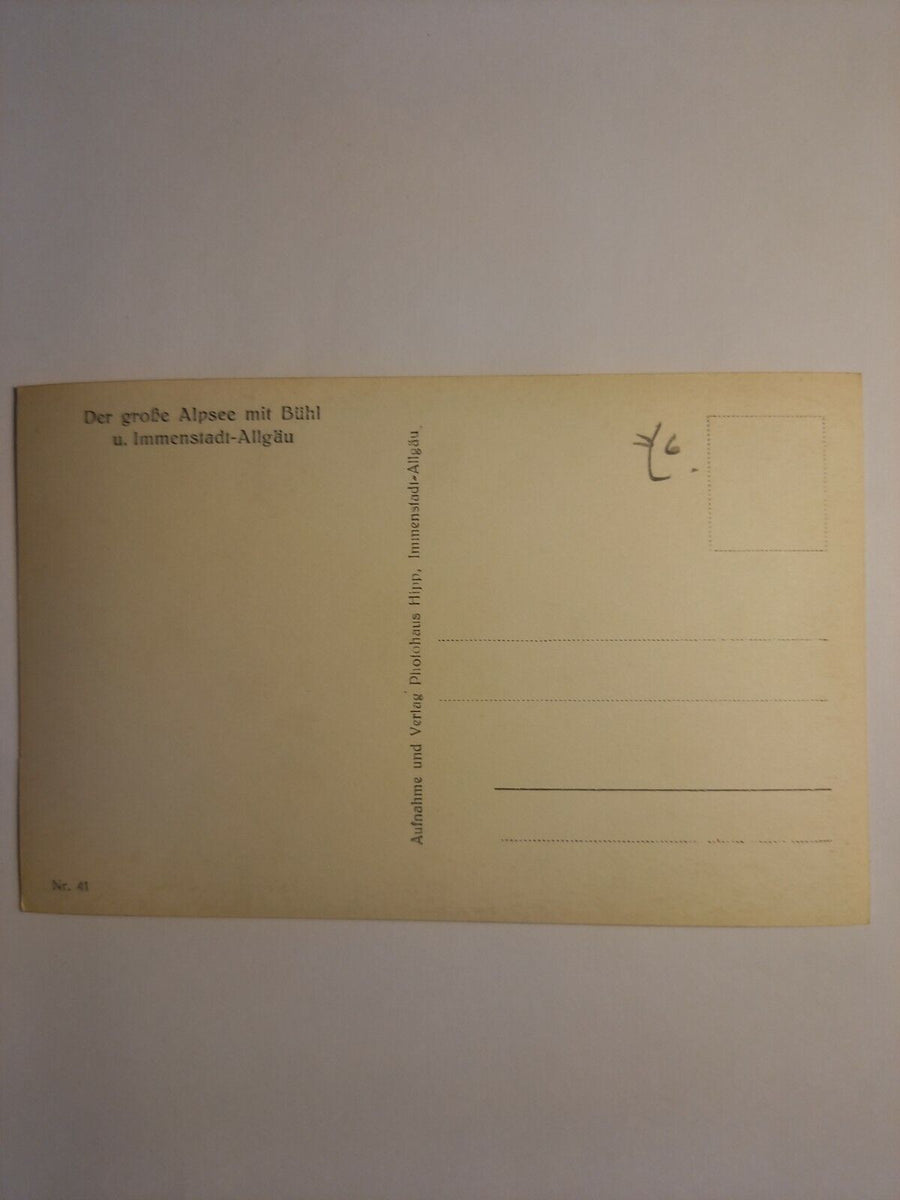 Der große Alpsee mit Bühl
u. Immenstadt-Allgäu
Aufnahme und Verlag Photohaus Hipp, Immenstadt-Allgäu
Nr. 41